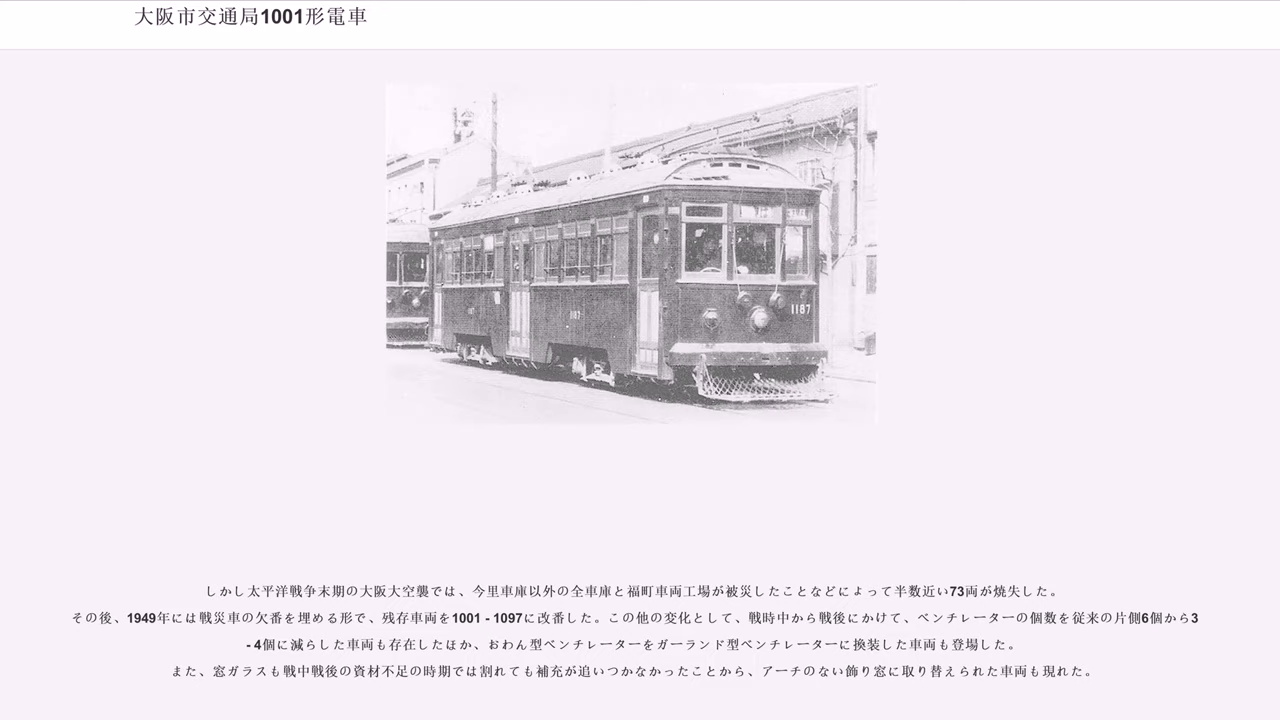 大阪市交通局1001形電車
1187
1187
しかし太平洋戦争末期の大阪大空襲では、今里車庫以外の全車庫と福町車両工場が被災したことなどによって半数近い73両が焼失した。
その後、1949年には戦災車の欠番を埋める形で、残存車両を1001 - 1097に改番した。この他の変化として、戦時中から戦後にかけて、ベンチレーターの個数を従来の片側6個から3
- 4個に減らした車両も存在したほか、おわん型ベンチレーターをガーランド型ベンチレーターに換装した車両も登場した。
また、窓ガラスも戦中戦後の資材不足の時期では割れても補充が追いつかなかったことから、アーチのない飾り窓に取り替えられた車両も現れた。